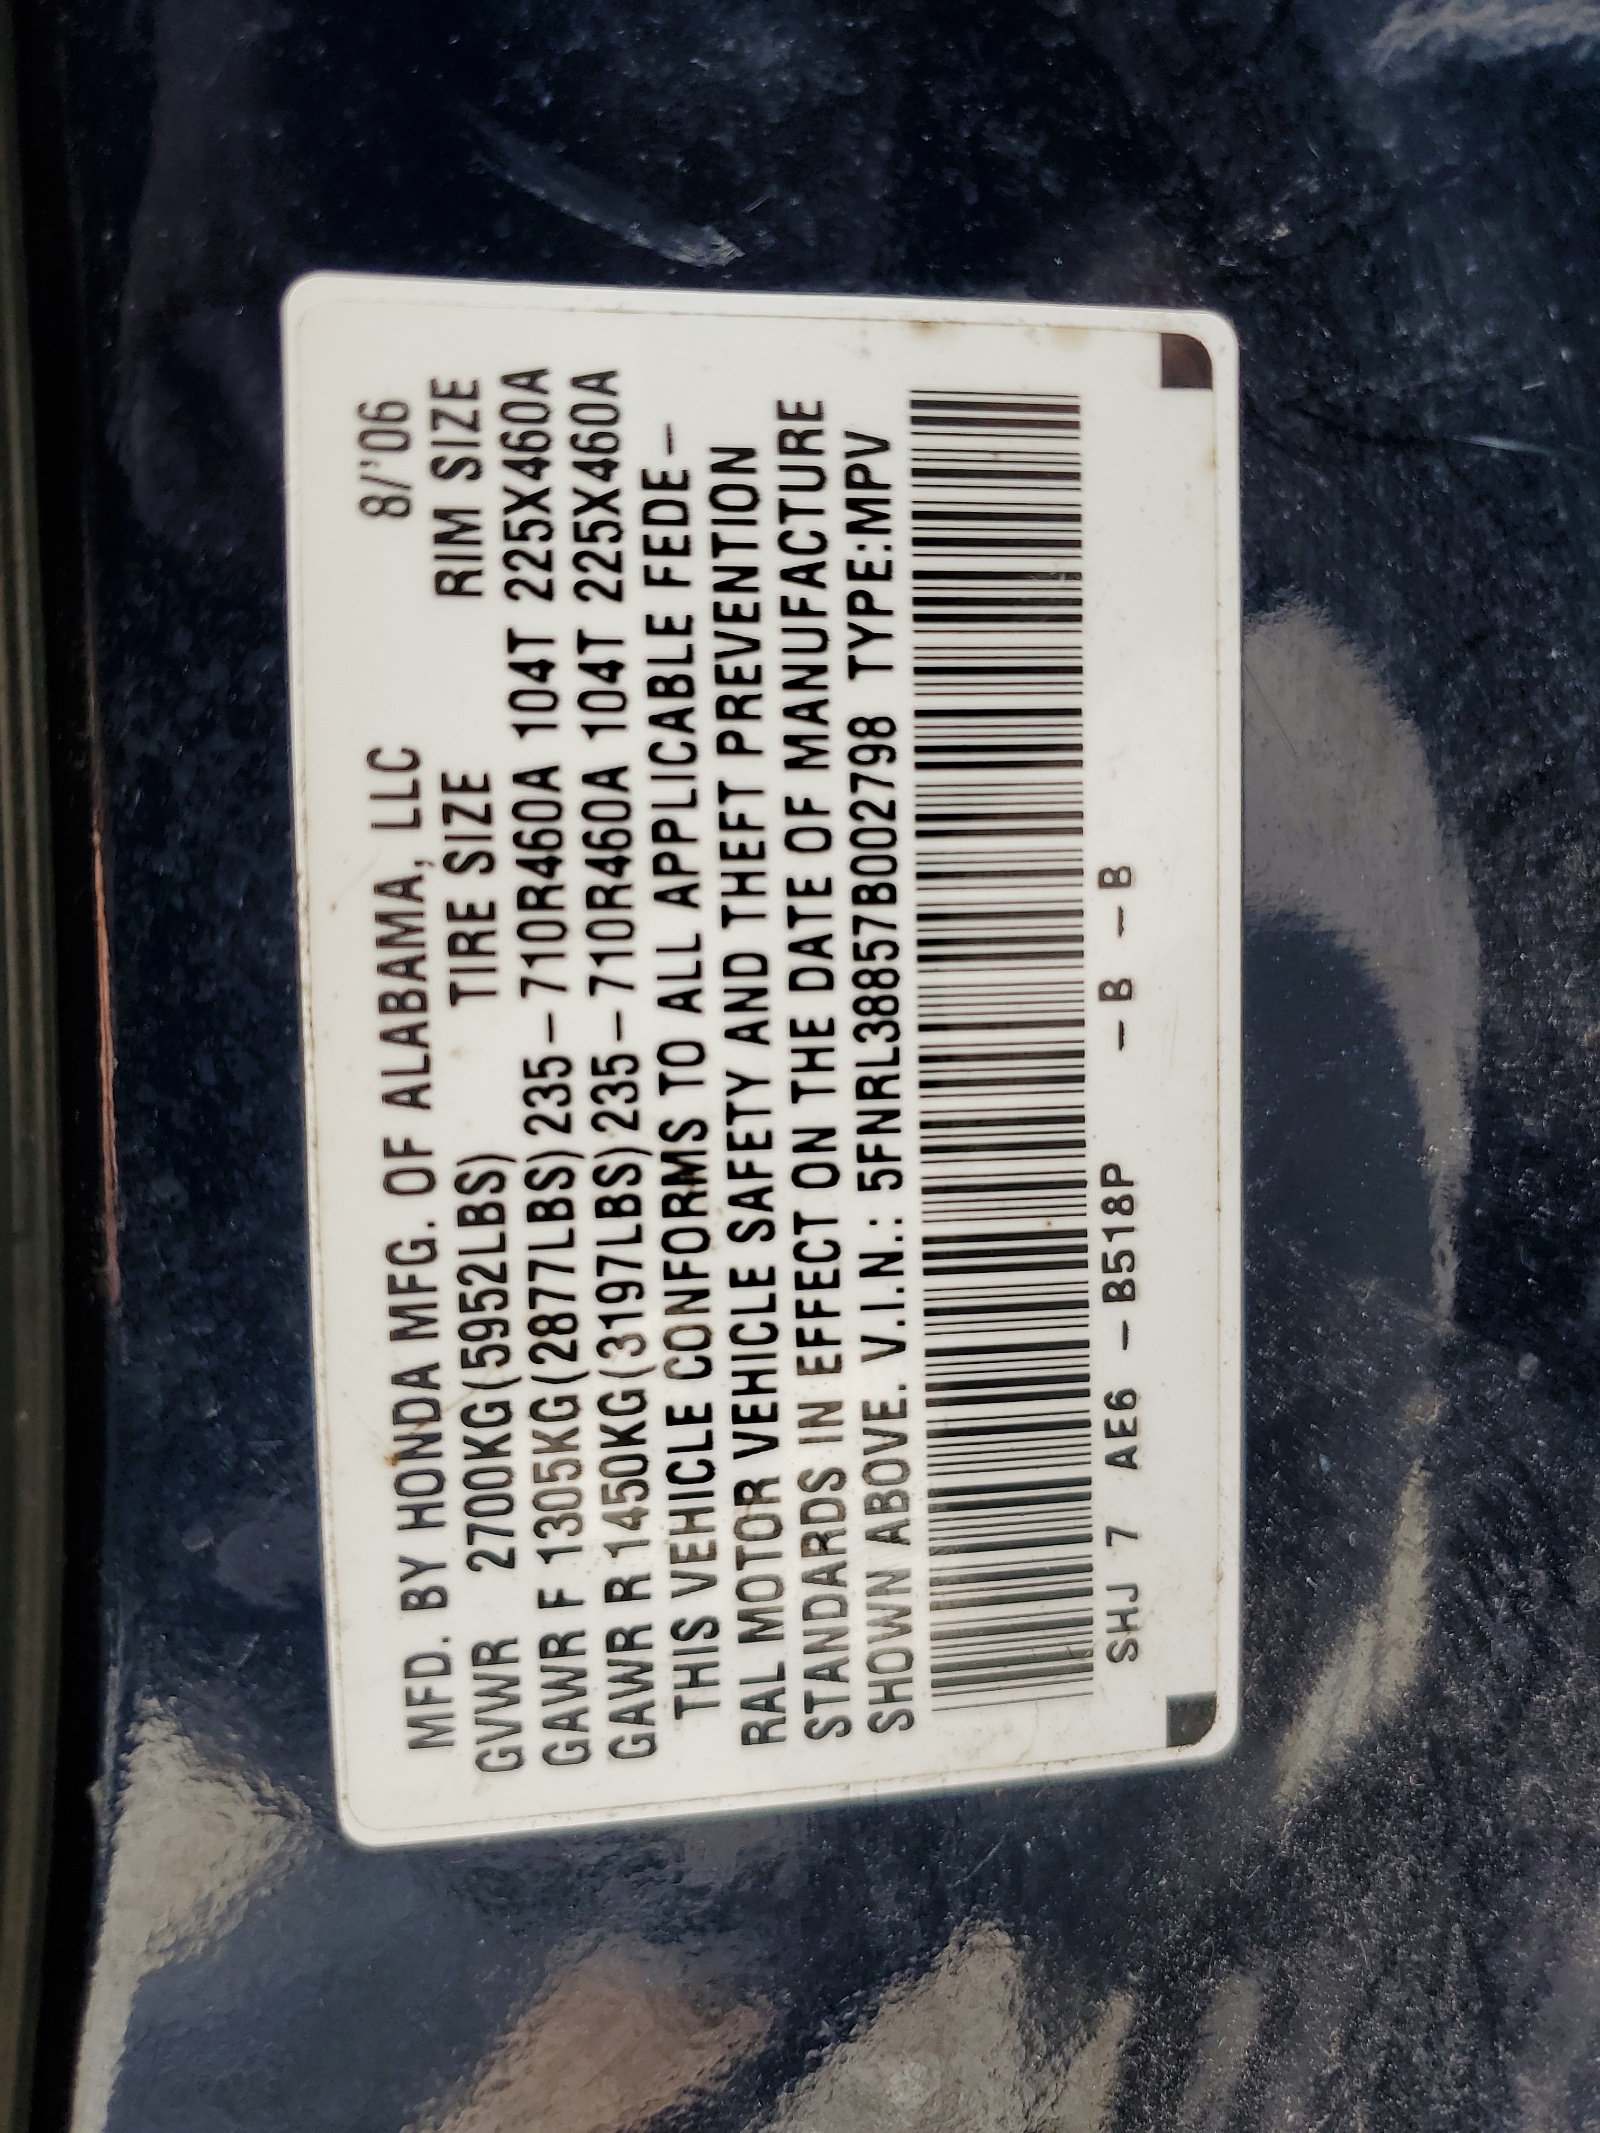 MFD. BY HONDA MFG. OF ALABAMA, LLC 8/'06
GVWR 2700KG(5952LBS) TIRE SIZE RIM SIZE
GAWR F 1305KG(2877LBS)235-710R460A 104T 225X460A
GAWR R 1450KG(3197LBS)235-710R460A 104T 225X460A
THIS VEHICLE CONFORMS TO ALL APPLICABLE FEDE-
RAL MOTOR VEHICLE SAFETY AND THEFT PREVENTION
STANDARDS IN EFFECT ON THE DATE OF MANUFACTURE
SHOWN ABOVE. V.I.N.: 5FNRL38857B002798 TYPE:MPV
SHJ 7 AE6 -B518P -B -B